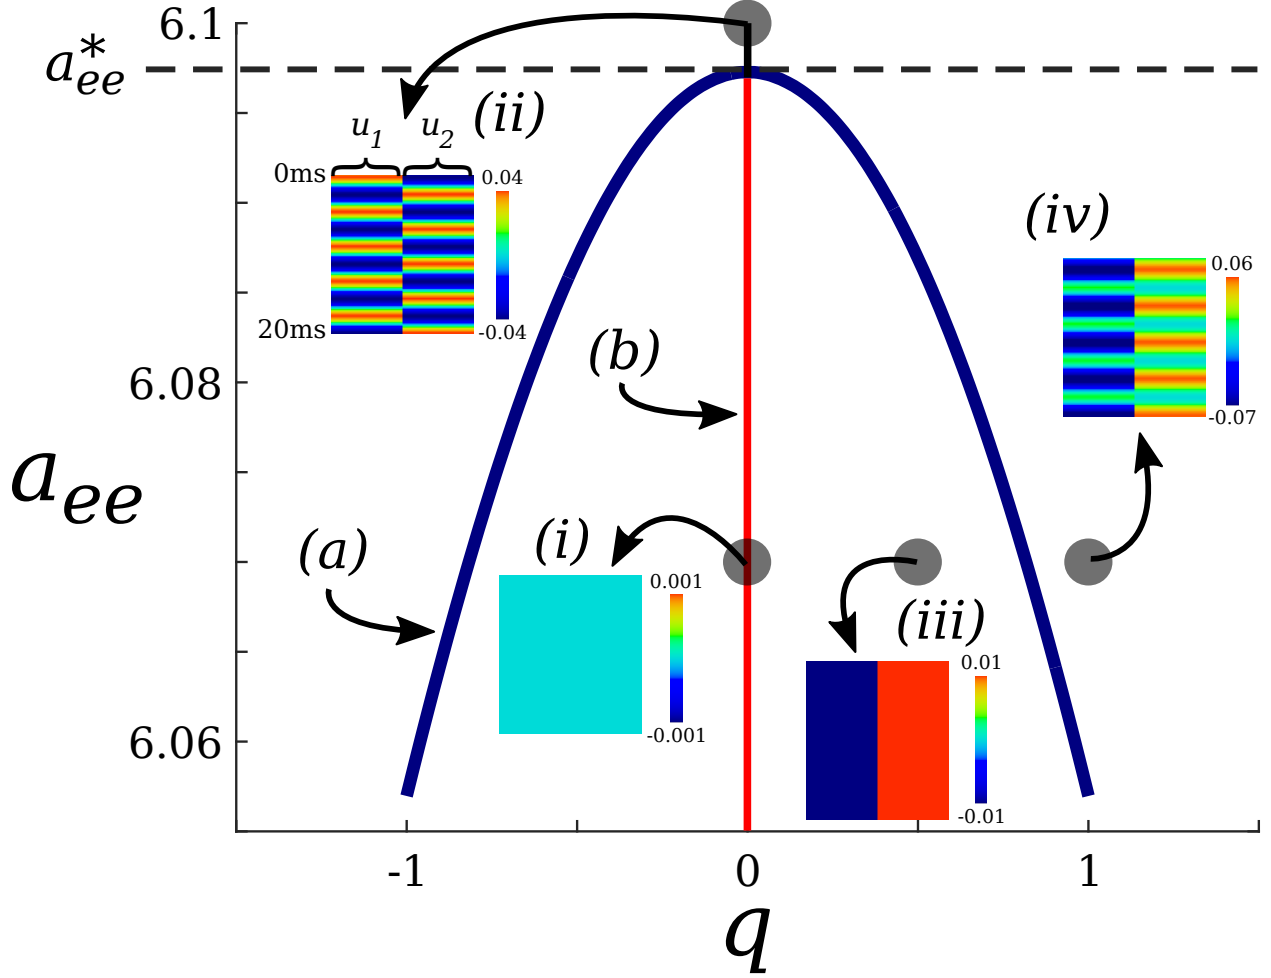 6.1
a*ee
(ii)
u1 u2
0ms
0.04
20ms
-0.04
(iv)
0.06
-0.07
(b)
6.08
aee
(a)
(i)
0.001
-0.001
(iii)
0.01
-0.01
6.06
-1 0 1
q